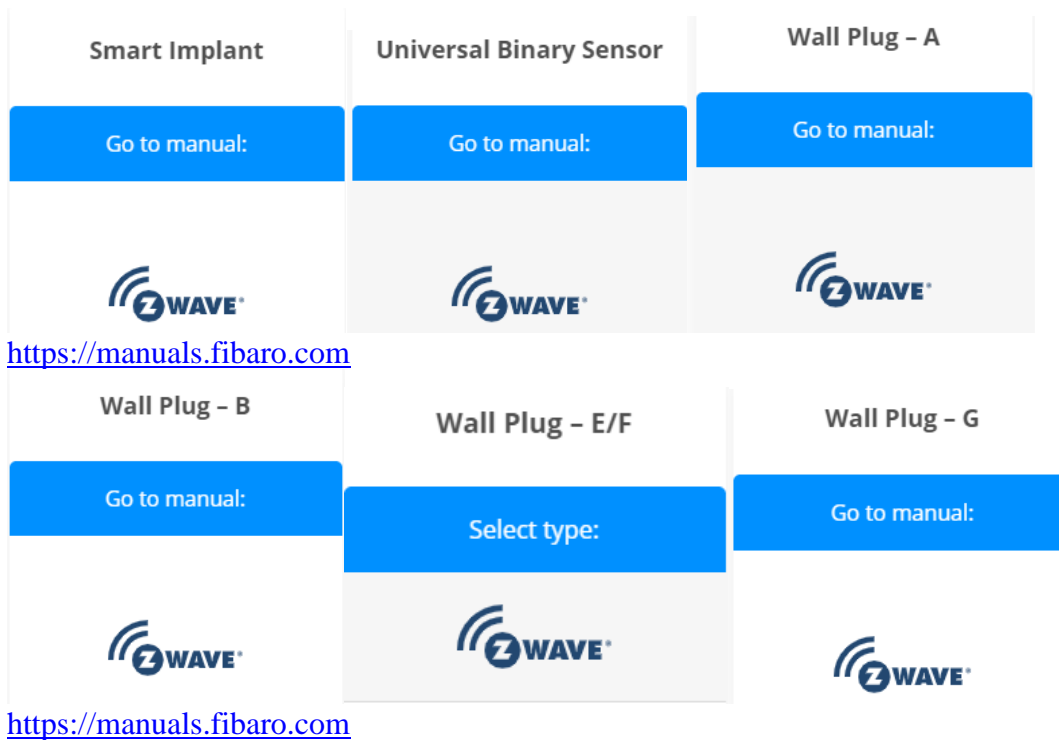 Smart Implant
Universal Binary Sensor
Wall Plug – A
Go to manual:
Go to manual:
Go to manual:
Z WAVE®
Z WAVE®
Z WAVE®
https://manuals.fibaro.com
Wall Plug – B
Wall Plug – E/F
Wall Plug – G
Go to manual:
Select type:
Go to manual:
Z WAVE®
Z WAVE®
Z WAVE®
https://manuals.fibaro.com